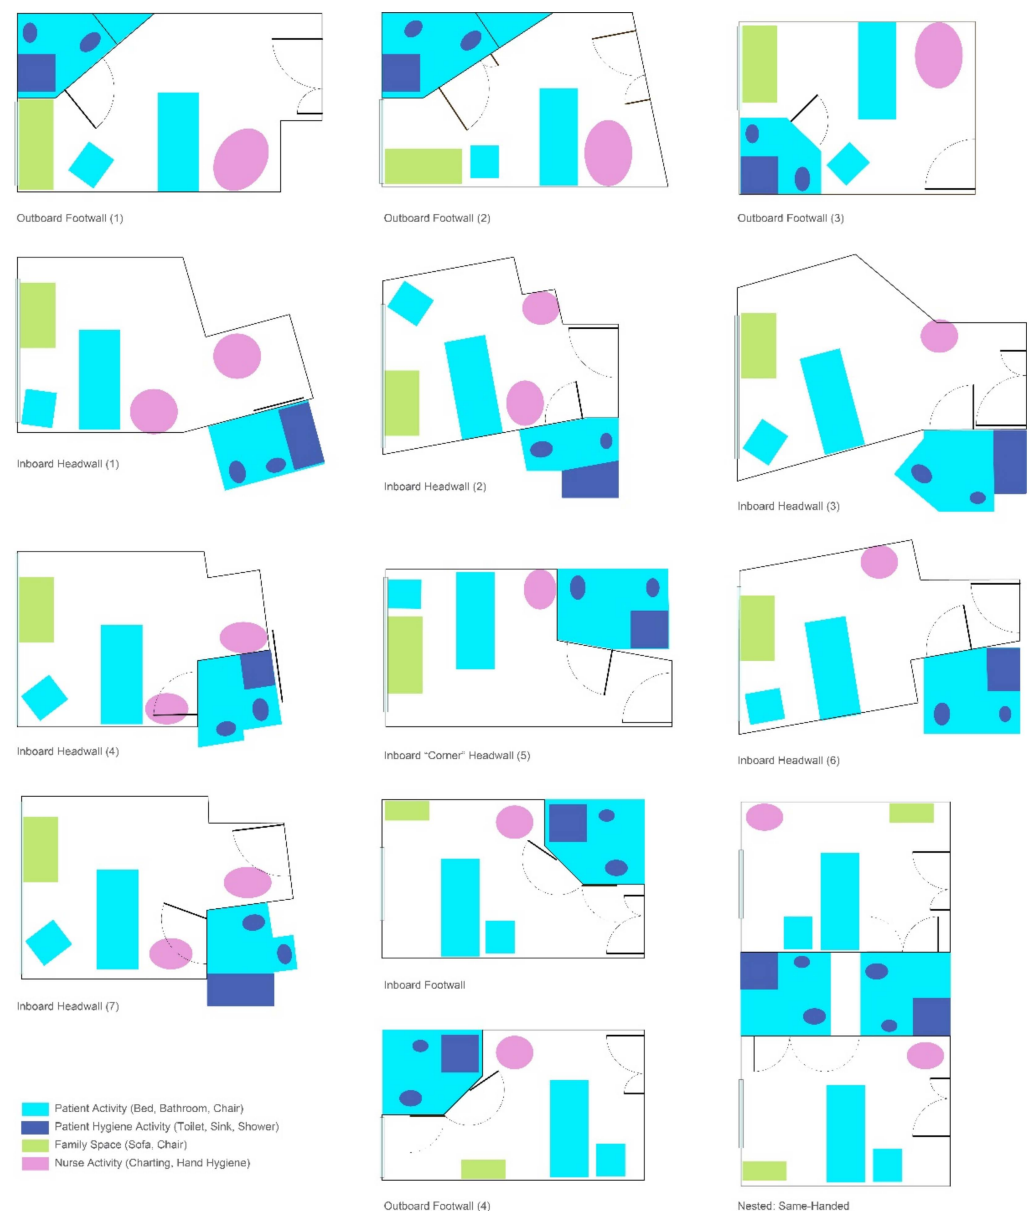 Outboard Footwall (1)
Outboard Footwall (2)
Outboard Footwall (3)
Inboard Headwall (1)
Inboard Headwall (2)
Inboard Headwall (3)
Inboard Headwall (4)
Inboard “Corner” Headwall (5)
Inboard Headwall (6)
Inboard Headwall (7)
Inboard Footwall
Patient Activity (Bed, Bathroom, Chair)
Patient Hygiene Activity (Toilet, Sink, Shower)
Family Space (Sofa, Chair)
Nurse Activity (Charting, Hand Hygiene)
Outboard Footwall (4)
Nested: Same-Handed